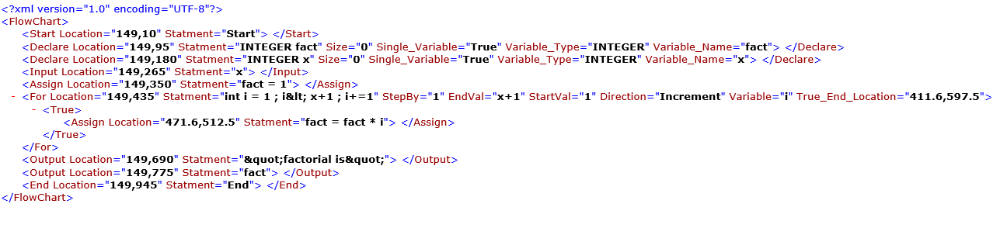 <?xml version="1.0" encoding="UTF-8"?>
<FlowChart>
<Start Location="149,10" Statment="Start"> </Start>
<Declare Location="149,95" Statment="INTEGER fact" Size="0" Single_Variable="True" Variable_Type="INTEGER" Variable_Name="fact"> </Declare>
<Declare Location="149,180" Statment="INTEGER x" Size="0" Single_Variable="True" Variable_Type="INTEGER" Variable_Name="x"> </Declare>
<Input Location="149,265" Statment="x"> </Input>
<Assign Location="149,350" Statment="fact = 1"> </Assign>
- <For Location="149,435" Statment="int i = 1 ; i&lt; x+1 ; i+=1" StepBy="1" EndVal="x+1" StartVal="1" Direction="Increment" Variable="i" True_End_Location="411.6,597.5">
- <True>
<Assign Location="471.6,512.5" Statment="fact = fact * i"> </Assign>
</True>
</For>
<Output Location="149,690" Statment="&quot;factorial is&quot;"> </Output>
<Output Location="149,775" Statment="fact"> </Output>
<End Location="149,945" Statment="End"> </End>
</FlowChart>